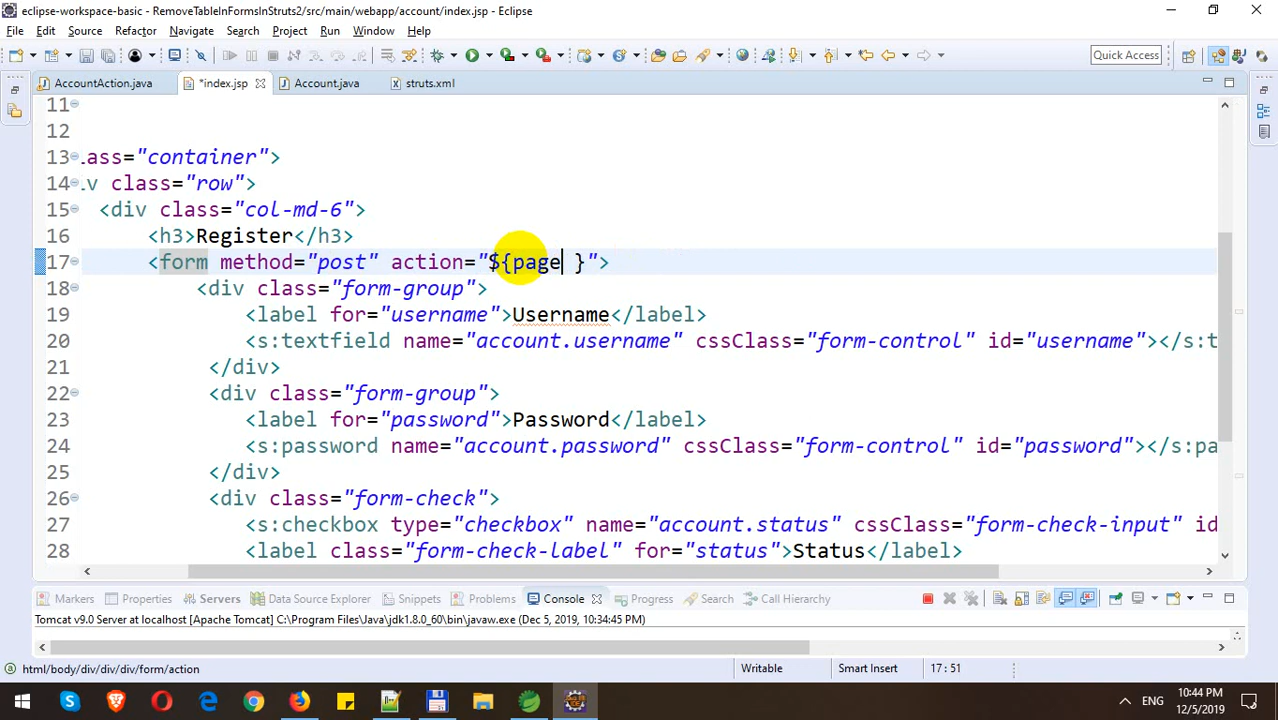 eclipse-workspace-basic - RemoveTableInFormsInStruts2/src/main/webapp/account/index.jsp - Eclipse
File Edit Source Refactor Navigate Search Project Run Window Help
Quick Access
AccountAction.java *index.jsp Account.java struts.xml
11
12
13 lass="container">
14 v class="row">
15 <div class="col-md-6">
16 <h3>Register</h3>
17 <form method="post" action="${page }">
18 <div class="form-group">
19 <label for="username">Username</label>
20 <s:textfield name="account.username" cssClass="form-control" id="username"></s:t
21 </div>
22 <div class="form-group">
23 <label for="password">Password</label>
24 <s:password name="account.password" cssClass="form-control" id="password"></s:pa
25 </div>
26 <div class="form-check">
27 <s:checkbox type="checkbox" name="account.status" cssClass="form-check-input" id
28 <label class="form-check-label" for="status">Status</label>
Markers Properties Servers Data Source Explorer Snippets Problems Console Progress Search Call Hierarchy
Tomcat v9.0 Server at localhost [Apache Tomcat] C:\Program Files\Java\jdk1.8.0_60\bin\javaw.exe (Dec 5, 2019, 10:34:45 PM)
html/body/div/div/div/form/action Writable Smart Insert 17 : 51
ENG 10:44 PM
12/5/2019